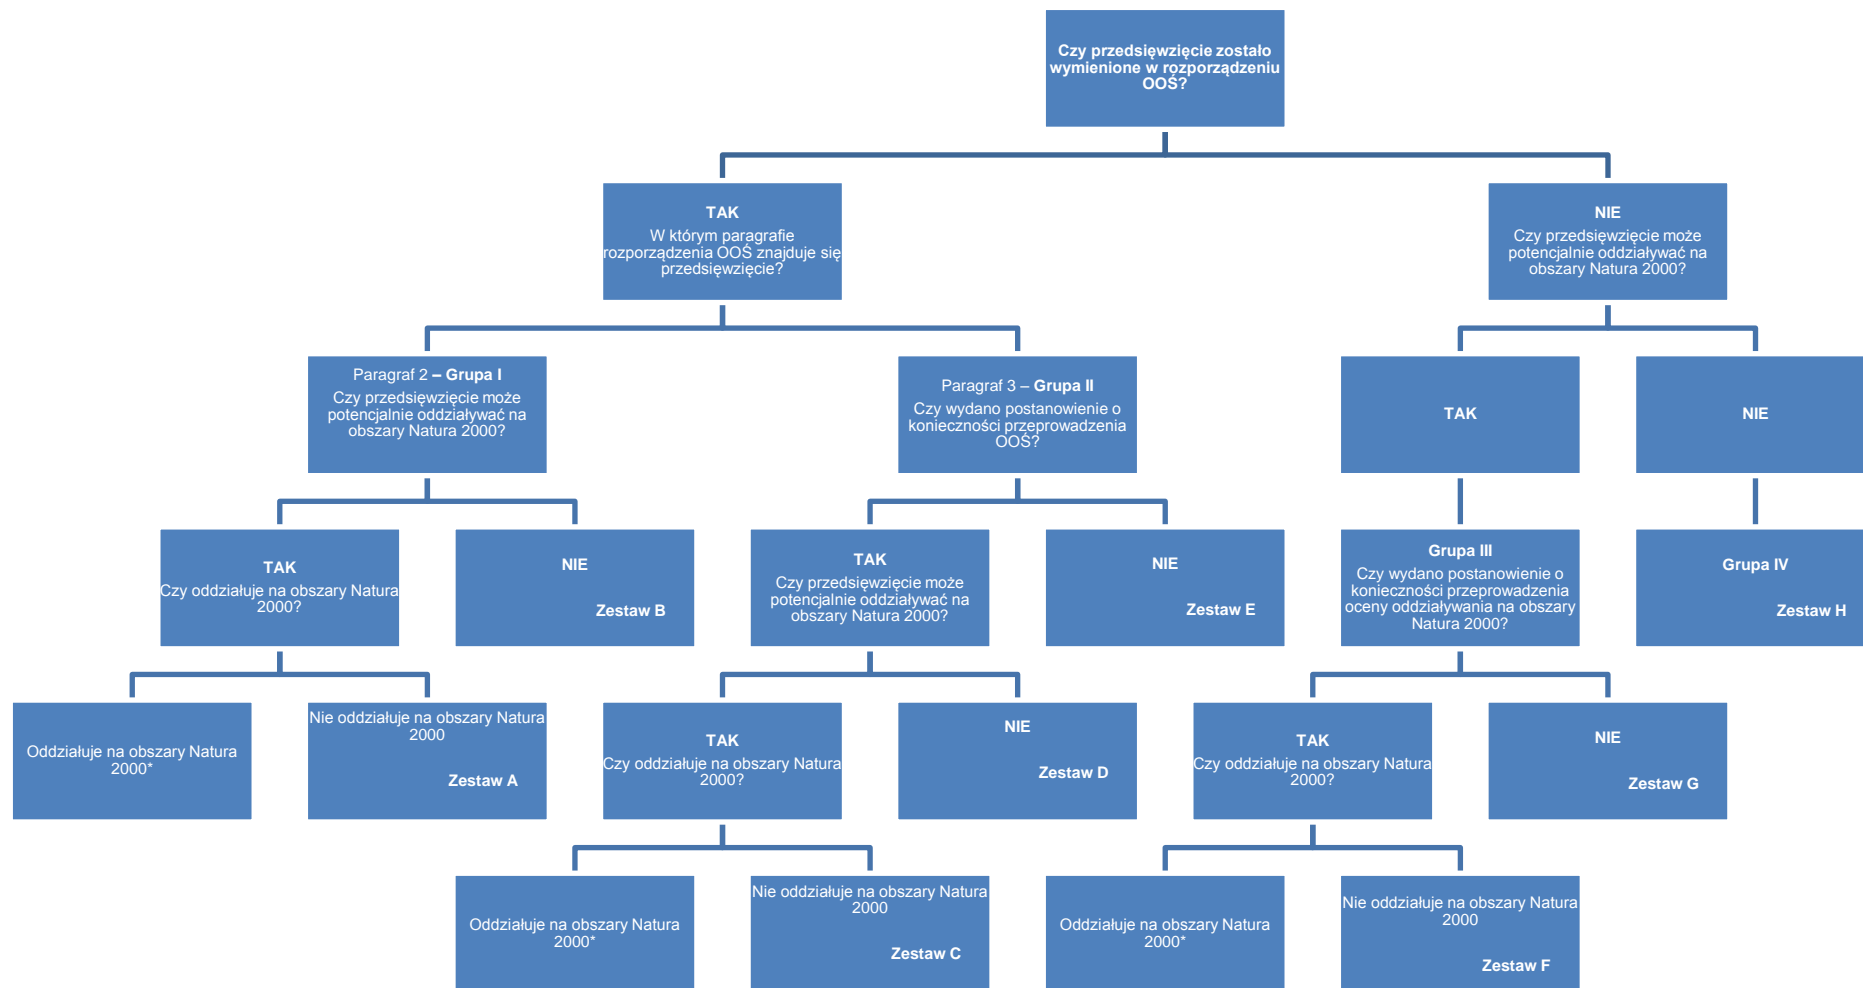 Czy przedsięwzięcie zostało
wymienione w rozporządzeniu
OOŚ?
TAK
W którym paragrafie
rozporządzenia OOŚ znajduje się
przedsięwzięcie?
NIE
Czy przedsięwzięcie może
potencjalnie oddziaływać na
obszary Natura 2000?
Paragraf 2 – Grupa I
Czy przedsięwzięcie może
potencjalnie oddziaływać na
obszary Natura 2000?
Paragraf 3 – Grupa II
Czy wydano postanowienie o
konieczności przeprowadzenia
OOŚ?
TAK
NIE
TAK
Czy oddziałuje na obszary Natura
2000?
NIE
Zestaw B
TAK
Czy przedsięwzięcie może
potencjalnie oddziaływać na
obszary Natura 2000?
NIE
Zestaw E
Grupa III
Czy wydano postanowienie o
konieczności przeprowadzenia
oceny oddziaływania na obszary
Natura 2000?
Grupa IV
Zestaw H
Oddziałuje na obszary Natura
2000*
Nie oddziałuje na obszary Natura
2000
Zestaw A
TAK
Czy oddziałuje na obszary Natura
2000?
NIE
Zestaw D
TAK
Czy oddziałuje na obszary Natura
2000?
NIE
Zestaw G
Oddziałuje na obszary Natura
2000*
Nie oddziałuje na obszary Natura
2000
Zestaw C
Oddziałuje na obszary Natura
2000*
Nie oddziałuje na obszary Natura
2000
Zestaw F